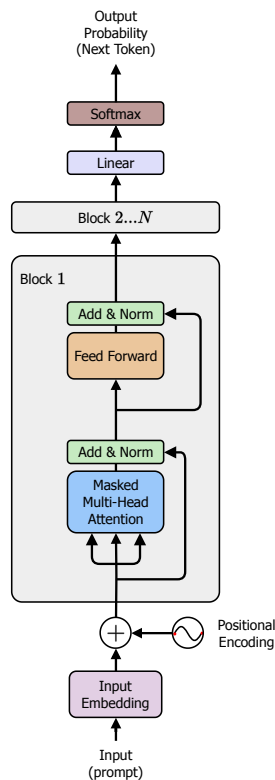 Output
Probability
(Next Token)
Softmax
Linear
Block 2...N
Block 1
Add & Norm
Feed Forward
Add & Norm
Masked
Multi-Head
Attention
Positional
Encoding
Input
Embedding
Input
(prompt)